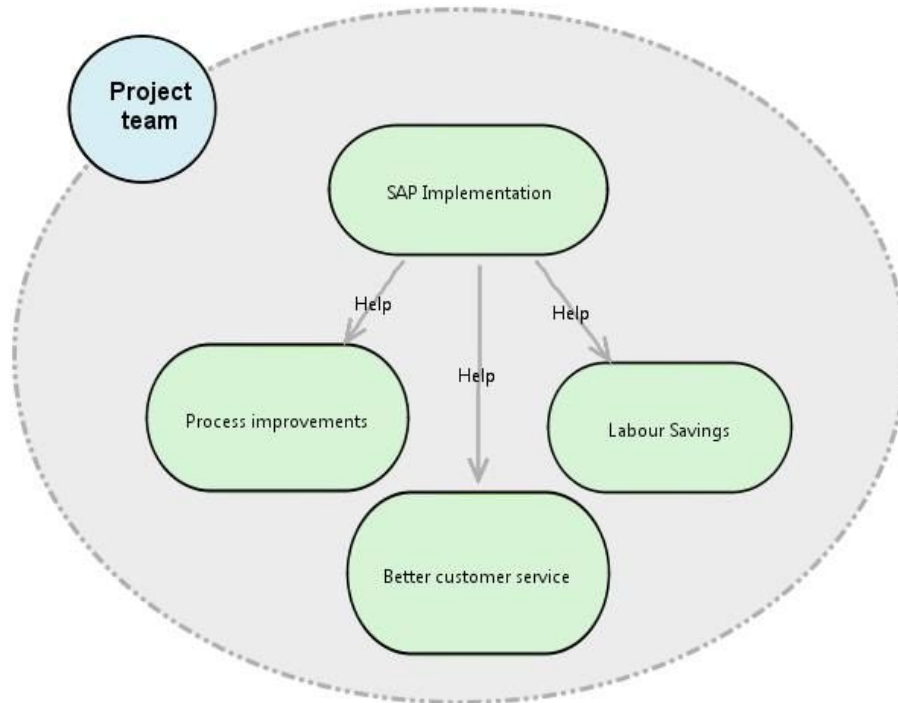 Project
team
SAP Implementation
Help
Help
Help
Process improvements
Labour Savings
Better customer service